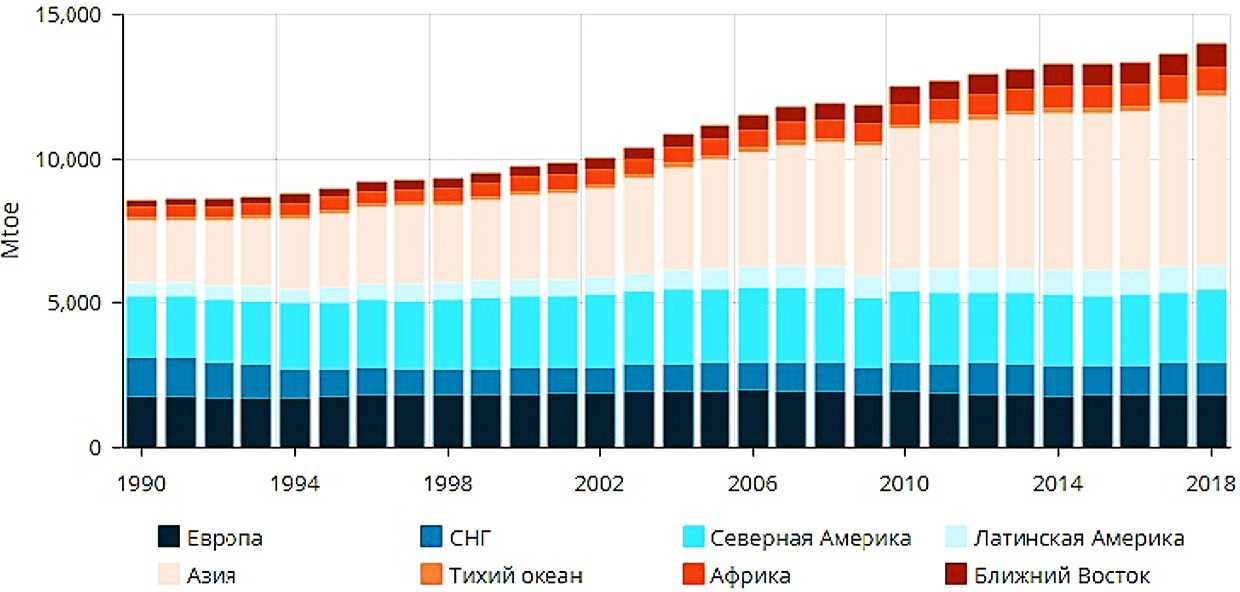 15,000
10,000
Mtoe
5,000
0
1990 1994 1998 2002 2006 2010 2014 2018
Европа СНГ Северная Америка Латинская Америка
Азия Тихий океан Африка Ближний Восток